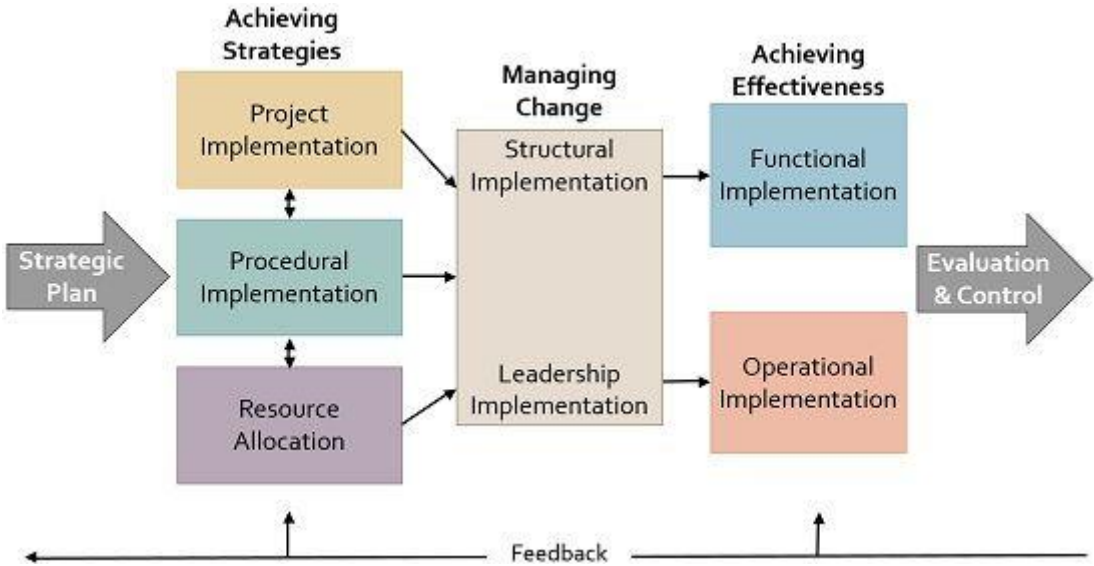 Achieving
Strategies
Project
Implementation
Procedural
Implementation
Resource
Allocation
Strategic
Plan
Managing
Change
Structural
Implementation
Leadership
Implementation
Achieving
Effectiveness
Functional
Implementation
Operational
Implementation
Evaluation
& Control
Feedback